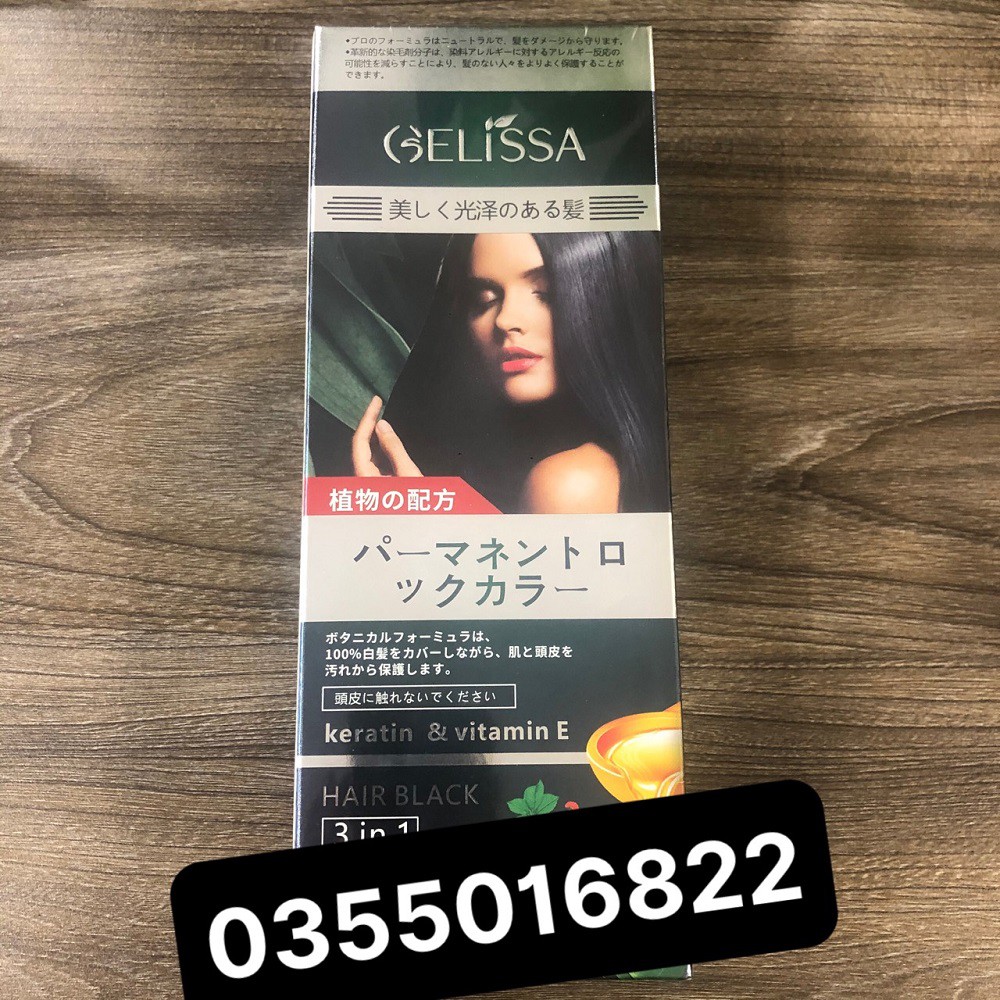 •プロのフォーミュラはニュートラルで、髪をダメージから守ります。
•革新的な染毛剤分子は、染料アレルギーに対するアレルギー反応の
可能性を減らすことにより、髪のない人々をよりよく保護することが
できます。
GELISSA
美しく光泽のある髪
植物の配方
パーマネントロ
ックカラー
ボタニカルフォーミュラは、
100%白髪をカバーしながら、肌と頭皮を
汚れから保護します。
頭皮に触れないでください
keratin & vitamin E
HAIR BLACK
3 in 1
0355016822